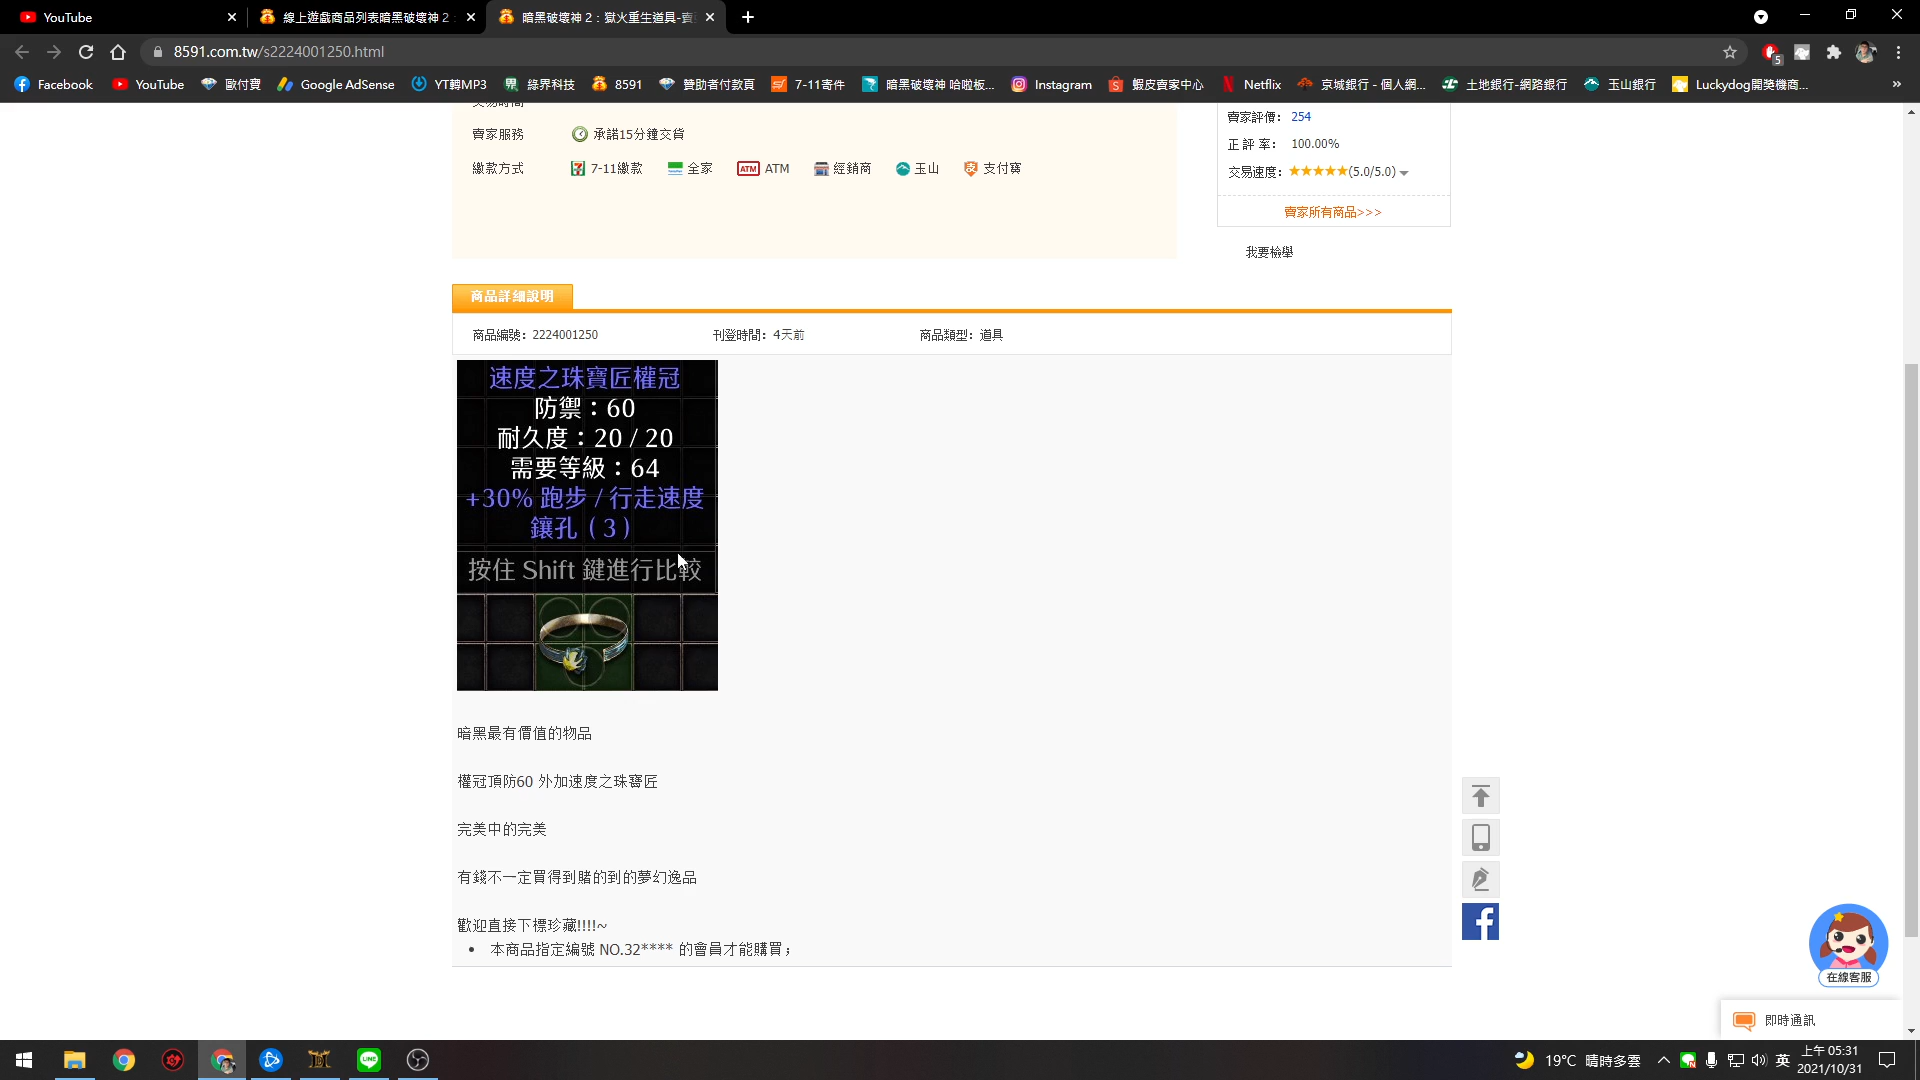 YouTube
線上遊戲商品列表暗黑破壞神 2 :
暗黑破壞神 2：獄火重生道具-賣
8591.com.tw/s2224001250.html
5
Facebook
YouTube
歐付寶
Google AdSense
YT轉MP3
綠界科技
8591
贊助者付款頁
7-11寄件
暗黑破壞神 哈啦板...
Instagram
蝦皮賣家中心
Netflix
京城銀行 - 個人網...
土地銀行-網路銀行
玉山銀行
Luckydog開獎機商...
»
交易時間
賣家服務
承諾15分鐘交貨
繳款方式
7-11繳款
全家
ATM
ATM
經銷商
玉山
支付寶
賣家評價： 254
正 評 率： 100.00%
交易速度：★★★★★(5.0/5.0)
賣家所有商品>>>
我要檢舉
商品詳細說明
商品編號：2224001250
刊登時間：4天前
商品類型：道具
速度之珠寶匠權冠
防禦：60
耐久度：20 / 20
需要等級：64
+30% 跑步 / 行走速度
鑲孔（3）
按住 Shift 鍵進行比較
暗黑最有價值的物品
權冠頂防60 外加速度之珠寶匠
完美中的完美
有錢不一定買得到賭的到的夢幻逸品
歡迎直接下標珍藏!!!!~
• 本商品指定編號 NO.32**** 的會員才能購買；
在線客服
即時通訊
LINE
19°C 晴時多雲
英
上午 05:31
2021/10/31